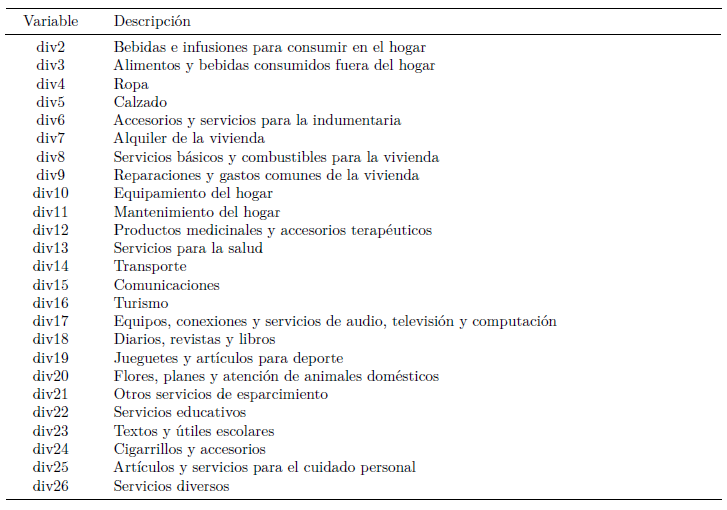 Variable Descripción
div2 Bebidas e infusiones para consumir en el hogar
div3 Alimentos y bebidas consumidos fuera del hogar
div4 Ropa
div5 Calzado
div6 Accesorios y servicios para la indumentaria
div7 Alquiler de la vivienda
div8 Servicios básicos y combustibles para la vivienda
div9 Reparaciones y gastos comunes de la vivienda
div10 Equipamiento del hogar
div11 Mantenimiento del hogar
div12 Productos medicinales y accesorios terapéuticos
div13 Servicios para la salud
div14 Transporte
div15 Comunicaciones
div16 Turismo
div17 Equipos, conexiones y servicios de audio, televisión y computación
div18 Diarios, revistas y libros
div19 Jueguetes y artículos para deporte
div20 Flores, planes y atención de animales domésticos
div21 Otros servicios de esparcimiento
div22 Servicios educativos
div23 Textos y útiles escolares
div24 Cigarrillos y accesorios
div25 Artículos y servicios para el cuidado personal
div26 Servicios diversos